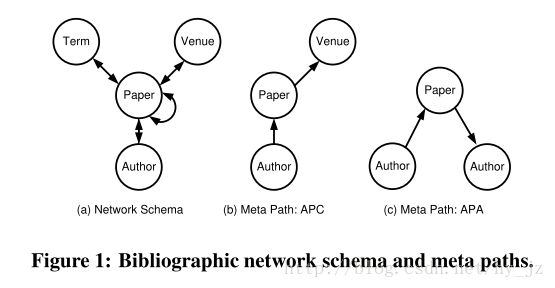 Term
Venue
Venue
Paper
Paper
Paper
Author
Author
Author
Author
(a) Network Schema
(b) Meta Path: APC
(c) Meta Path: APA
Figure 1: Bibliographic network schema and meta paths.
http://blog.csdn.net/hy_jz